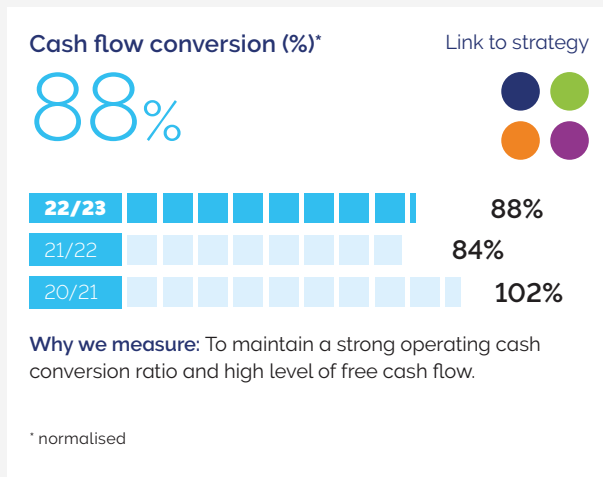 Cash flow conversion (%)*
Link to strategy
88%
22/23 88%
21/22 84%
20/21 102%
Why we measure: To maintain a strong operating cash
conversion ratio and high level of free cash flow.
* normalised